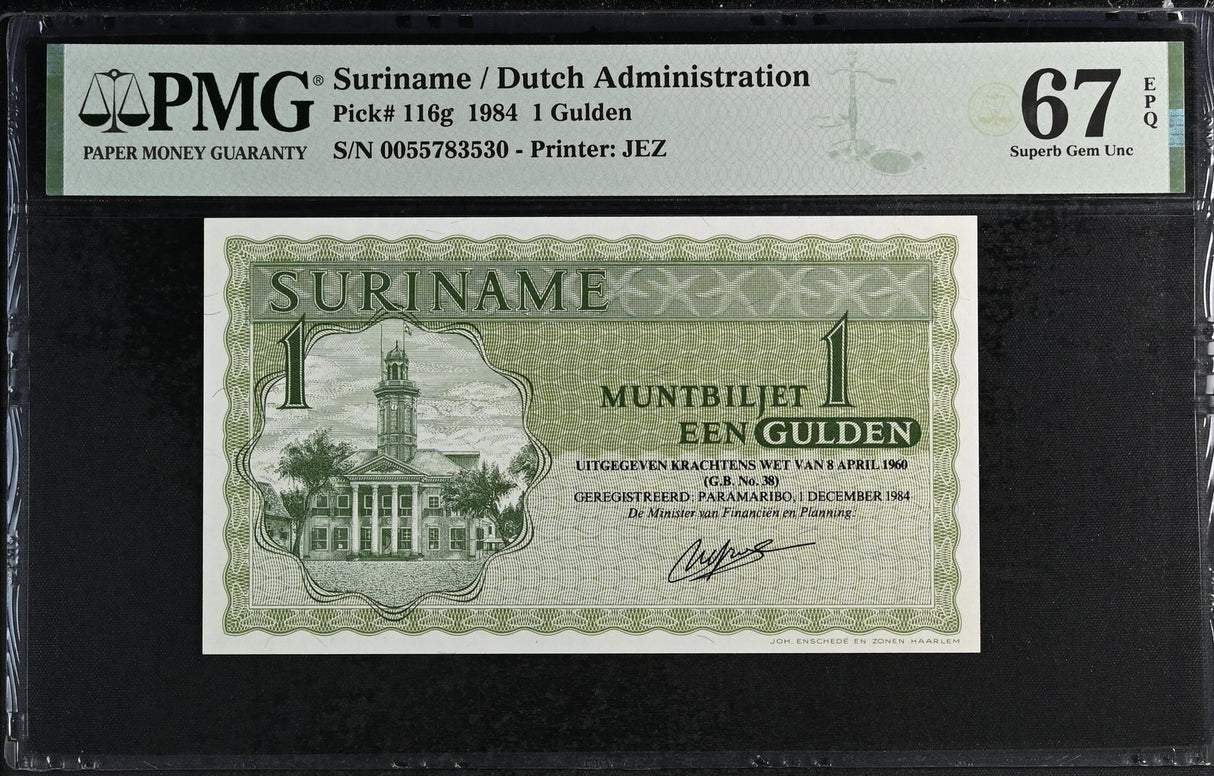 PMG®
PAPER MONEY GUARANTY
Suriname / Dutch Administration
Pick# 116g 1984 1 Gulden
S/N 0055783530 - Printer: JEZ
67
EPQ
Superb Gem Unc
SURINAME
1
1
MUNTBILJET
EEN GULDEN
UITGEGEVEN KRACHTENS WET VAN 8 APRIL 1960
(G.B. No. 38)
GEREGISTREERD: PARAMARIBO, 1 DECEMBER 1984
De Minister van Financiën en Planning.
JOH. ENSCHEDÉ EN ZONEN HAARLEM